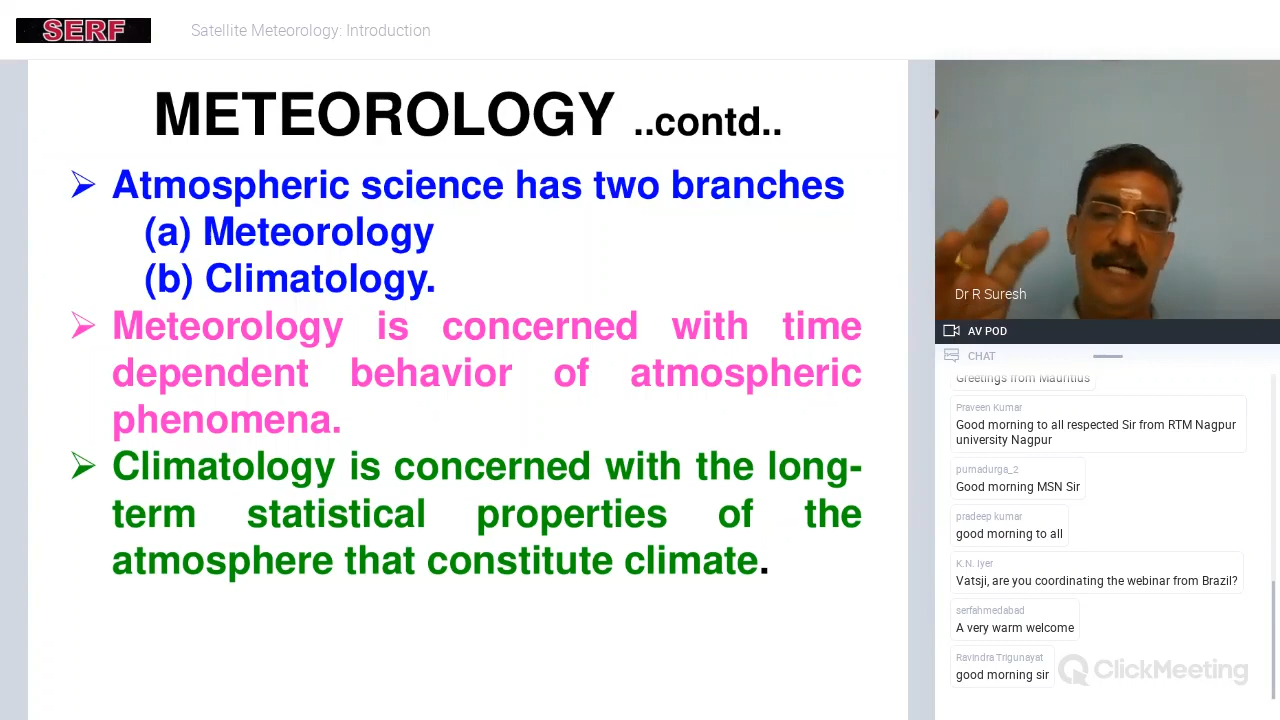 SERF
Satellite Meteorology: Introduction
METEOROLOGY ..contd..
➢ Atmospheric science has two branches
(a) Meteorology
(b) Climatology.
➢ Meteorology is concerned with time
dependent behavior of atmospheric
phenomena.
➢ Climatology is concerned with the long-
term statistical properties of the
atmosphere that constitute climate.
Dr R Suresh
AV POD
CHAT
Greetings from Mauritius
Praveen Kumar
Good morning to all respected Sir from RTM Nagpur
university Nagpur
purnadurga_2
Good morning MSN Sir
pradeep kumar
good morning to all
K.N. Iyer
Vatsji, are you coordinating the webinar from Brazil?
serfahmedabad
A very warm welcome
Ravindra Trigunayat
good morning sir
ClickMeeting